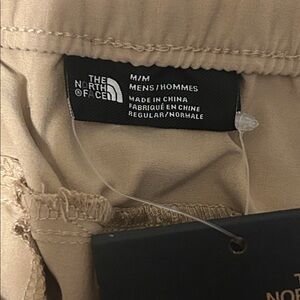 THE
NORTH
FACE
M/M
MENS/HOMMES
MADE IN CHINA
FABRIQUÉ EN CHINE
REGULAR/NORMALE